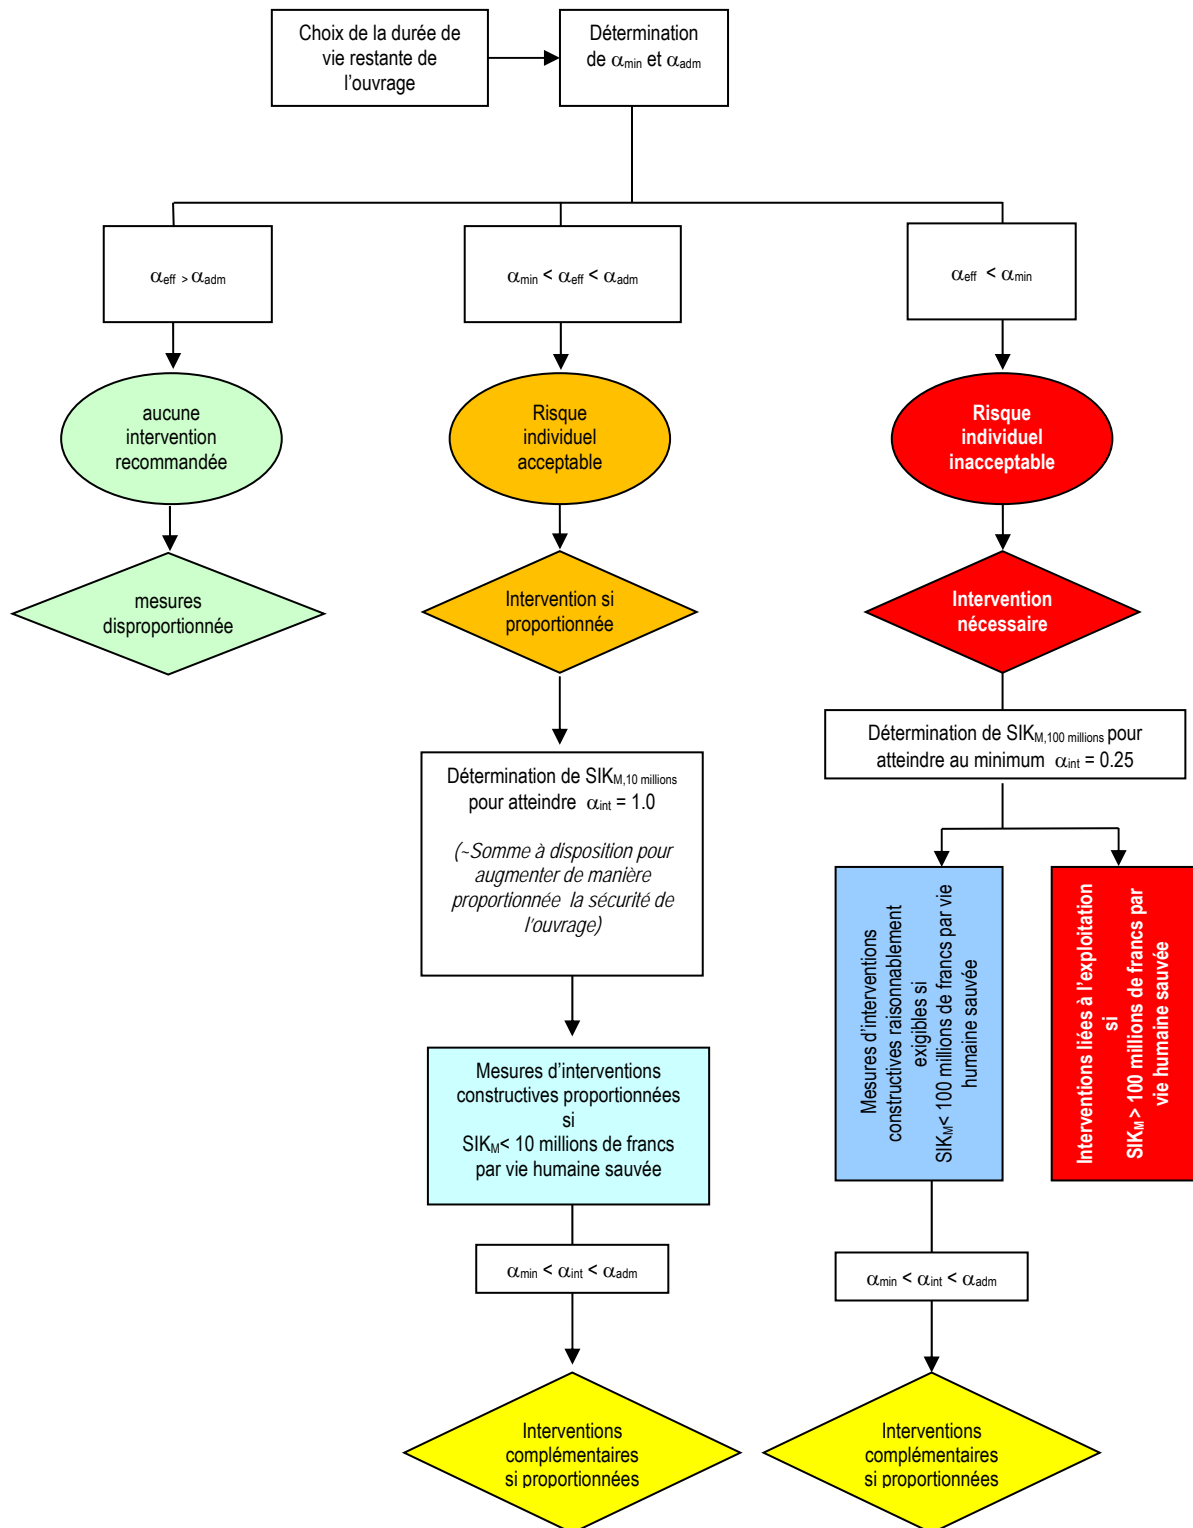 Choix de la durée de
vie restante de
l'ouvrage
Détermination
de αmin et αadm
αeff > αadm
αmin < αeff < αadm
αeff < αmin
aucune
intervention
recommandée
Risque
individuel
acceptable
Risque
individuel
inacceptable
mesures
disproportionnée
Intervention si
proportionnée
Intervention
nécessaire
Détermination de SIKM,10 millions
pour atteindre αint = 1.0
(~Somme à disposition pour
augmenter de manière
proportionnée la sécurité de
l'ouvrage)
Détermination de SIKM,100 millions pour
atteindre au minimum αint = 0.25
Mesures d'interventions
constructives proportionnées
si
SIKM< 10 millions de francs
par vie humaine sauvée
Mesures d'interventions
constructives raisonnablement
exigibles si
SIKM< 100 millions de francs par vie
humaine sauvée
Interventions liées à l'exploitation
si
SIKM > 100 millions de francs par
vie humaine sauvée
αmin < αint < αadm
αmin < αint < αadm
Interventions
complémentaires
si proportionnées
Interventions
complémentaires
si proportionnées